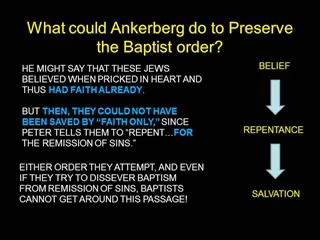 What could Ankerberg do to Preserve
the Baptist order?
HE MIGHT SAY THAT THESE JEWS
BELIEVED WHEN PRICKED IN HEART AND
THUS HAD FAITH ALREADY.
BUT THEN, THEY COULD NOT HAVE
BEEN SAVED BY “FAITH ONLY,” SINCE
PETER TELLS THEM TO “REPENT…FOR
THE REMISSION OF SINS.”
EITHER ORDER THEY ATTEMPT, AND EVEN
IF THEY TRY TO DISSEVER BAPTISM
FROM REMISSION OF SINS, BAPTISTS
CANNOT GET AROUND THIS PASSAGE!
BELIEF
REPENTANCE
SALVATION